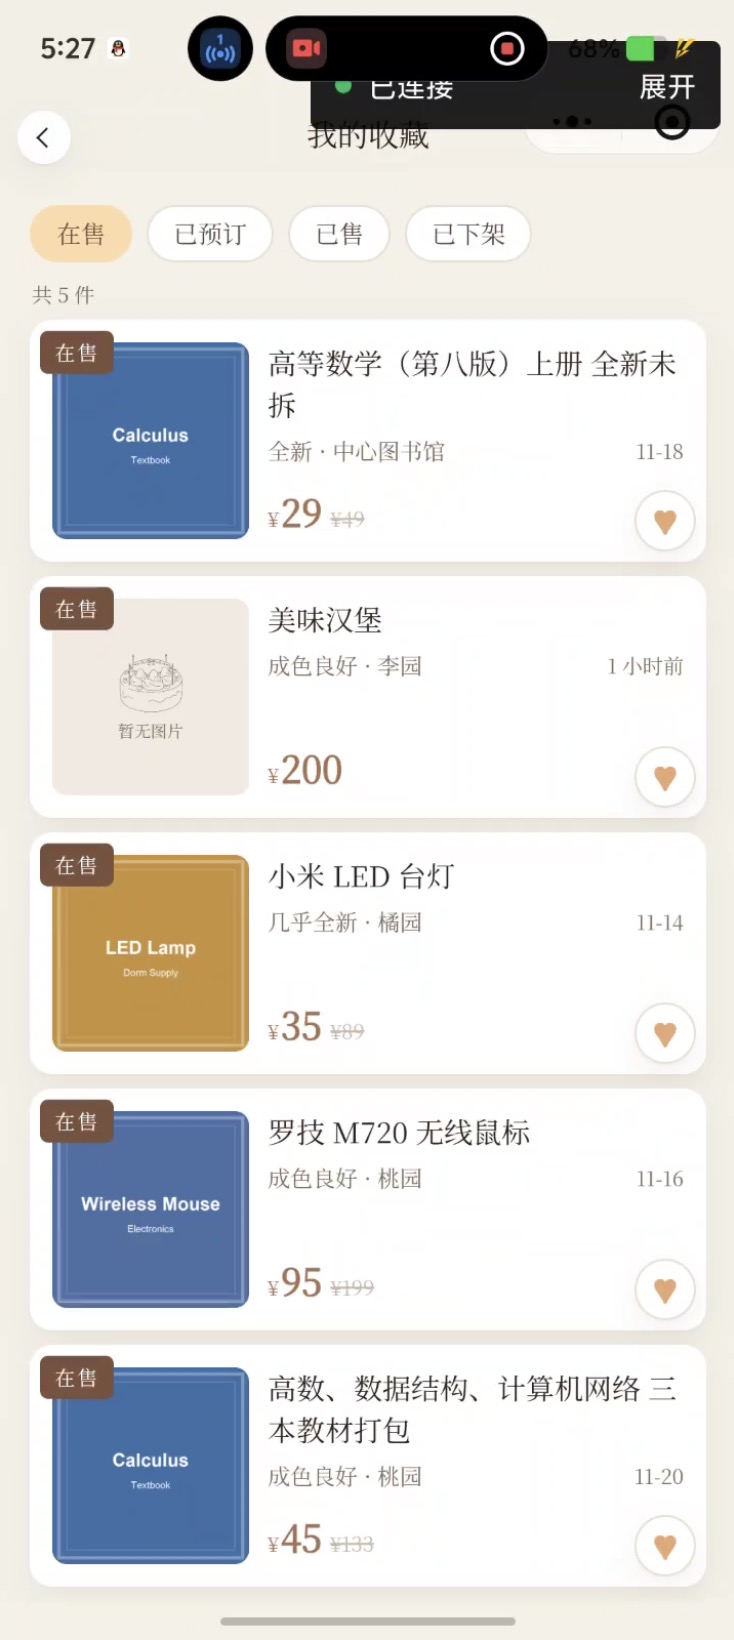 5:27
1
68%
已连接
展开
我的收藏
在售
已预订
已售
已下架
共 5 件
在售
Calculus
Textbook
高等数学（第八版）上册 全新未
拆
全新 · 中心图书馆
11-18
¥29 ¥49
在售
暂无图片
美味汉堡
成色良好 · 李园
1 小时前
¥200
在售
LED Lamp
Dorm Supply
小米 LED 台灯
几乎全新 · 橘园
11-14
¥35 ¥89
在售
Wireless Mouse
Electronics
罗技 M720 无线鼠标
成色良好 · 桃园
11-16
¥95 ¥199
在售
Calculus
Textbook
高数、数据结构、计算机网络 三
本教材打包
成色良好 · 桃园
11-20
¥45 ¥133